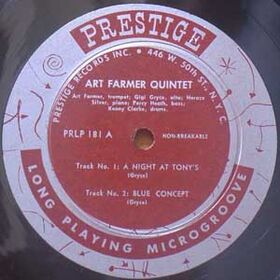 PRESTIGE
PRESTIGE RECORDS INC. • 446 W. 50th ST., N.Y.C.
ART FARMER QUINTET
Art Farmer, trumpet; Gigi Gryce, alto; Horace
Silver, piano; Percy Heath, bass;
Kenny Clarke, drums.
PRLP 181 A
NON-BREAKABLE
Track No. 1: A NIGHT AT TONY'S
(Gryce)
Track No. 2: BLUE CONCEPT
(Gryce)
LONG PLAYING MICROGROOVE